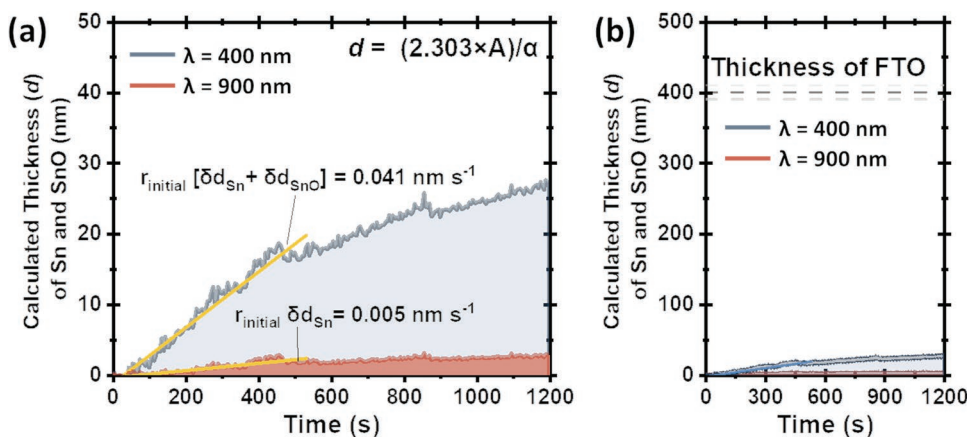 (a)
λ = 400 nm
λ = 900 nm
d = (2.303×A)/α
r_initial [δd_Sn + δd_SnO] = 0.041 nm s⁻¹
r_initial δd_Sn = 0.005 nm s⁻¹
Calculated Thickness (d)
of Sn and SnO (nm)
50
40
30
20
10
0
0 200 400 600 800 1000 1200
Time (s)
(b)
Thickness of FTO
λ = 400 nm
λ = 900 nm
Calculated Thickness (d)
of Sn and SnO (nm)
500
400
300
200
100
0
0 300 600 900 1200
Time (s)